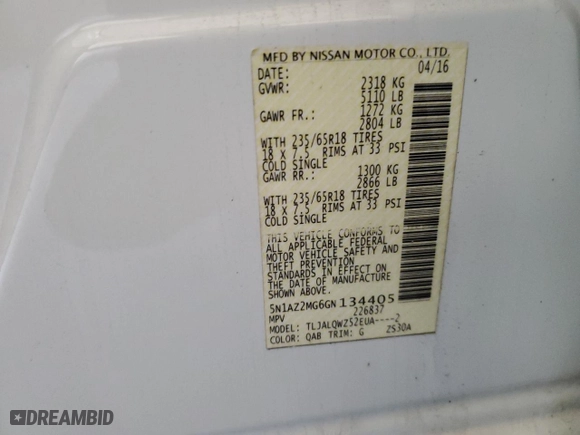 MFD BY NISSAN MOTOR CO., LTD.
DATE: 04/16
GVWR: 2318 KG
5110 LB
GAWR FR.: 1272 KG
2804 LB
WITH 235/65R18 TIRES
18 X 7.5 RIMS AT 33 PSI
COLD SINGLE
GAWR RR.: 1300 KG
2866 LB
WITH 235/65R18 TIRES
18 X 7.5 RIMS AT 33 PSI
COLD SINGLE
THIS VEHICLE CONFORMS TO
ALL APPLICABLE FEDERAL
MOTOR VEHICLE SAFETY AND
THEFT PREVENTION
STANDARDS IN EFFECT ON
THE DATE OF MANUFACTURE
SHOWN ABOVE.
5N1AZ2MG6GN134405
MPV 226837
MODEL: TLJALQWZS2EUA----2
COLOR: QAB TRIM: G ZS30A
DREAMBID